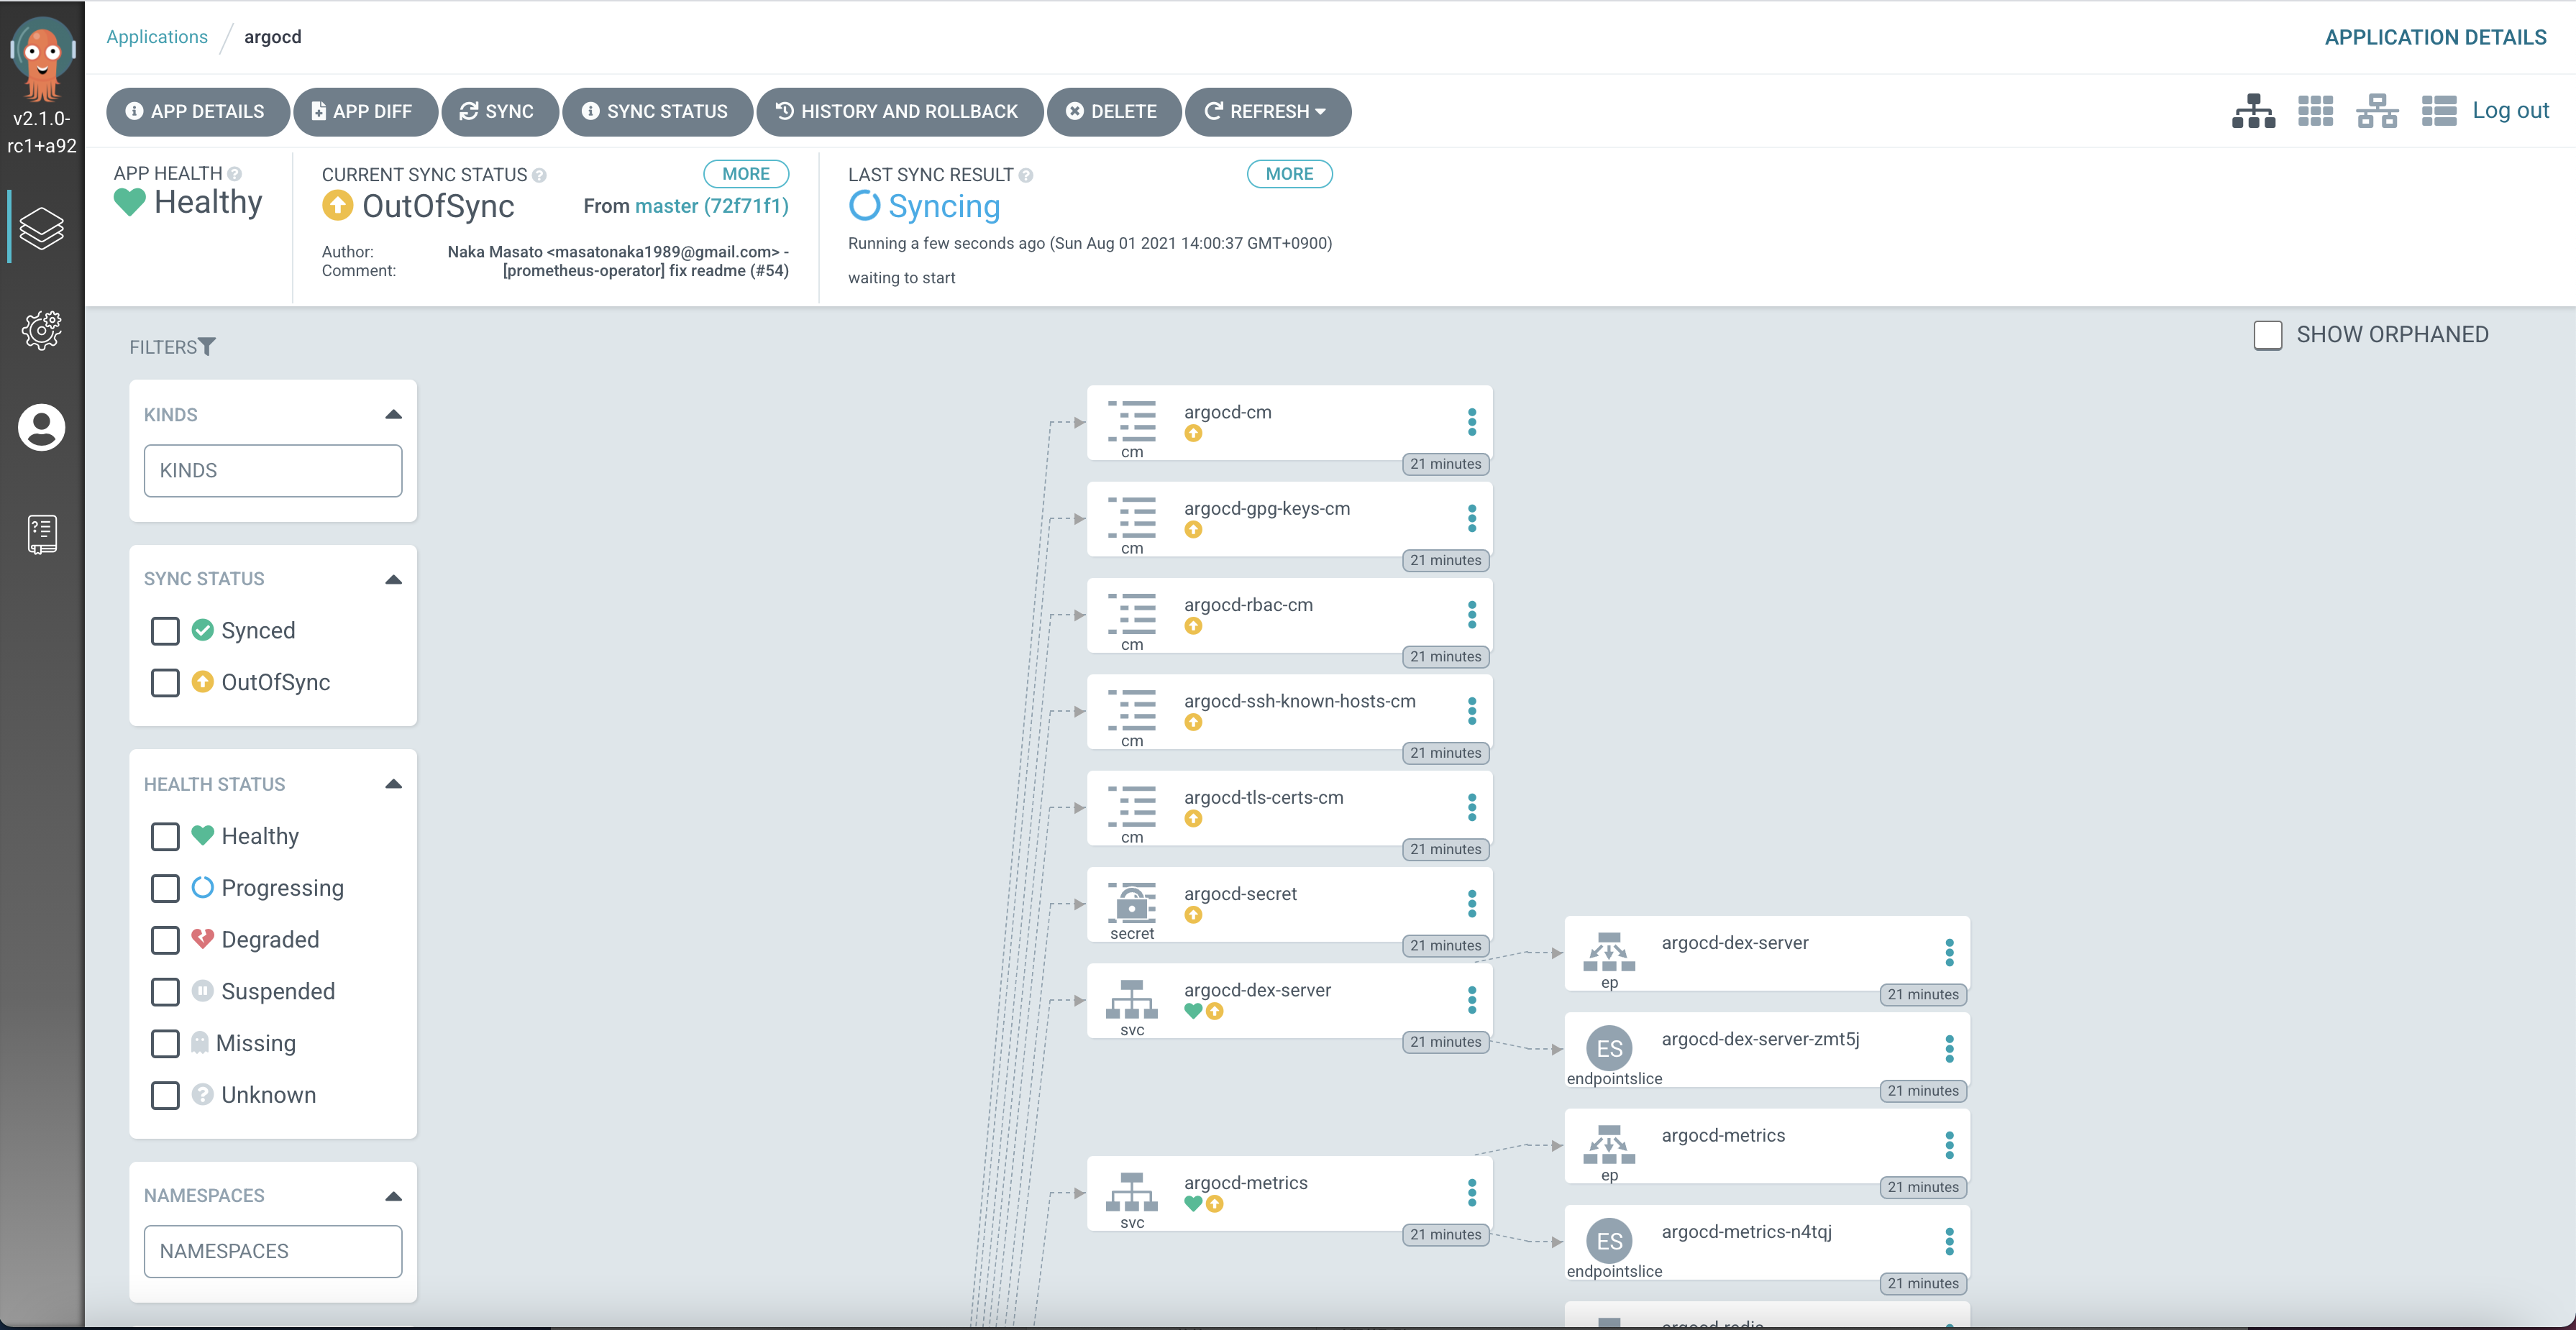 Applications / argocd
APPLICATION DETAILS
v2.1.0-
rc1+a92
APP DETAILS
APP DIFF
SYNC
SYNC STATUS
HISTORY AND ROLLBACK
DELETE
REFRESH
Log out
APP HEALTH
Healthy
CURRENT SYNC STATUS
MORE
OutOfSync
From master (72f71f1)
Author: Naka Masato <masatonaka1989@gmail.com> -
Comment: [prometheus-operator] fix readme (#54)
LAST SYNC RESULT
MORE
Syncing
Running a few seconds ago (Sun Aug 01 2021 14:00:37 GMT+0900)
waiting to start
FILTERS
SHOW ORPHANED
KINDS
KINDS
SYNC STATUS
Synced
OutOfSync
HEALTH STATUS
Healthy
Progressing
Degraded
Suspended
Missing
Unknown
NAMESPACES
NAMESPACES
argocd-cm
cm
21 minutes
argocd-gpg-keys-cm
cm
21 minutes
argocd-rbac-cm
cm
21 minutes
argocd-ssh-known-hosts-cm
cm
21 minutes
argocd-tls-certs-cm
cm
21 minutes
argocd-secret
secret
21 minutes
argocd-dex-server
svc
21 minutes
argocd-metrics
svc
21 minutes
argocd-dex-server
ep
21 minutes
ES
argocd-dex-server-zmt5j
endpointslice
21 minutes
argocd-metrics
ep
21 minutes
ES
argocd-metrics-n4tqj
endpointslice
21 minutes
argocd-redis